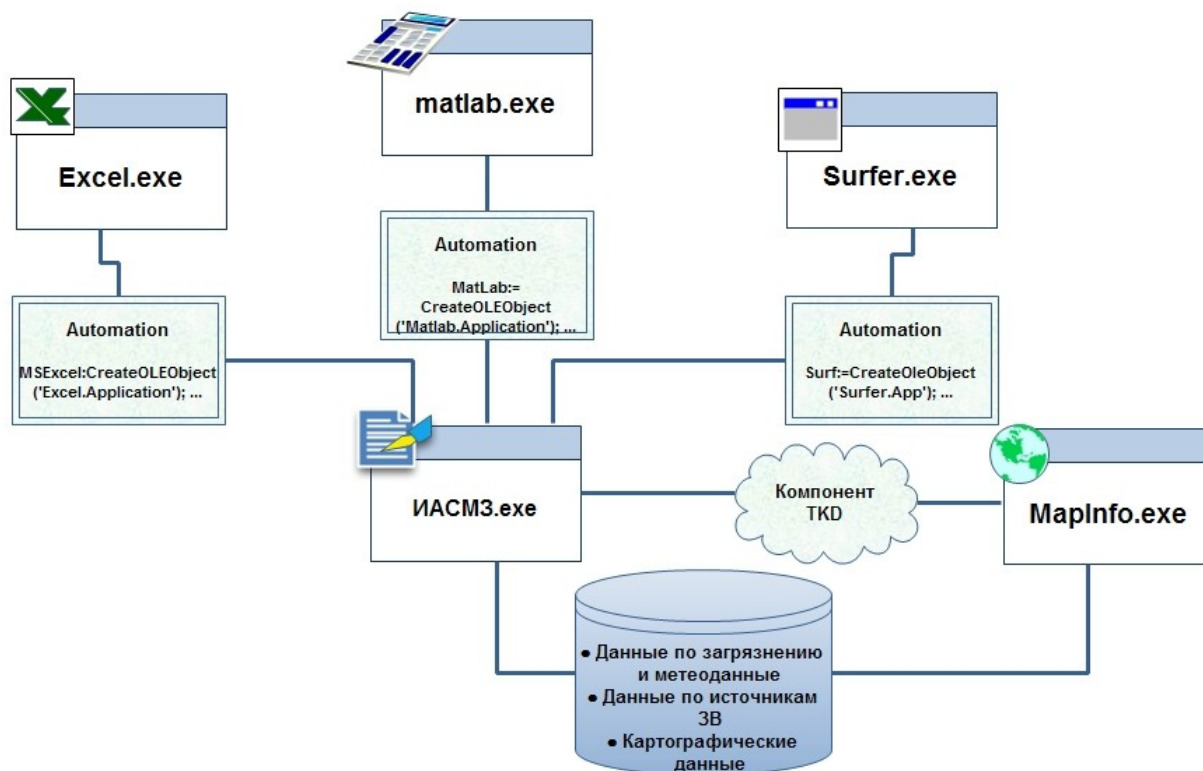 matlab.exe
Excel.exe
Surfer.exe
Automation
MatLab:=
CreateOLEObject
('Matlab.Application'); ...
Automation
MSExcel:CreateOLEObject
('Excel.Application'); ...
Automation
Surf:=CreateOleObject
('Surfer.App'); ...
ИАСМЗ.exe
Компонент
TKD
MapInfo.exe
● Данные по загрязнению
и метеоданные
● Данные по источникам
ЗВ
● Картографические
данные